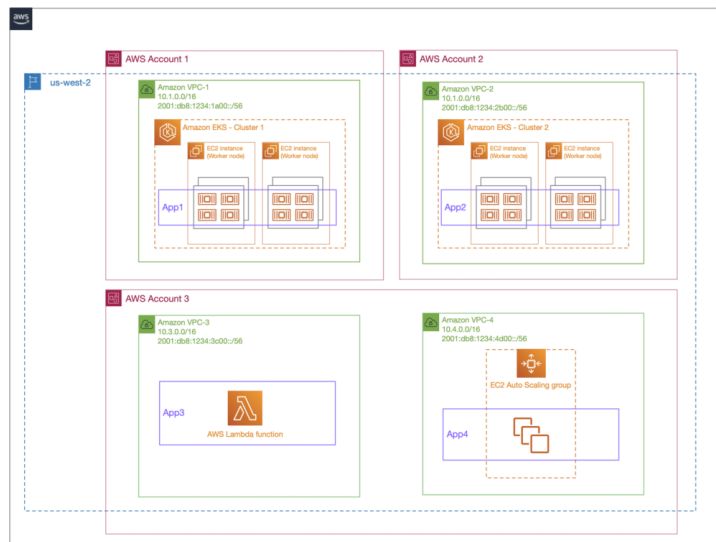 aws
AWS Account 1
AWS Account 2
us-west-2
Amazon VPC-1
10.1.0.0/16
2001:db8:1234:1a00::/56
Amazon VPC-2
10.1.0.0/16
2001:db8:1234:2b00::/56
Amazon EKS - Cluster 1
Amazon EKS - Cluster 2
EC2 instance
(Worker node)
EC2 instance
(Worker node)
EC2 instance
(Worker node)
EC2 instance
(Worker node)
App1
App2
AWS Account 3
Amazon VPC-3
10.3.0.0/16
2001:db8:1234:3c00::/56
Amazon VPC-4
10.4.0.0/16
2001:db8:1234:4d00::/56
EC2 Auto Scaling group
App3
AWS Lambda function
App4